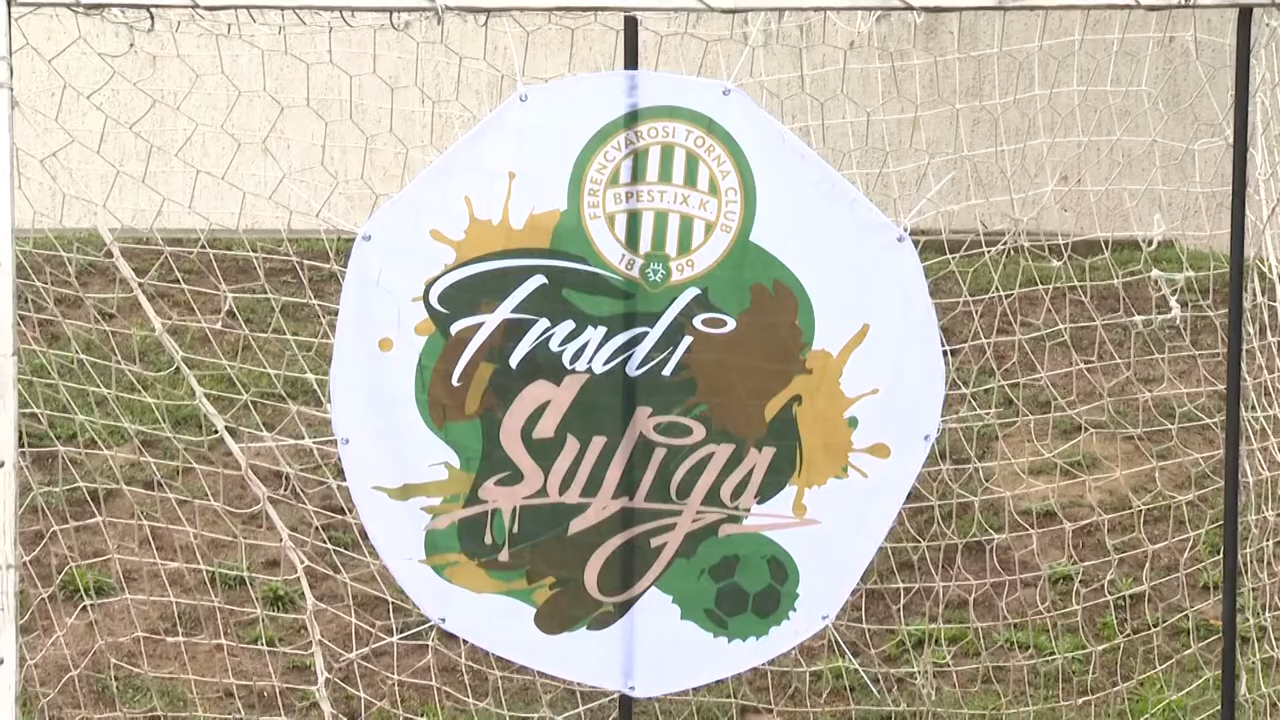 FERENCVÁROSI TORNA CLUB
BPEST.IX.K.
18 99
Fradi
Suliga